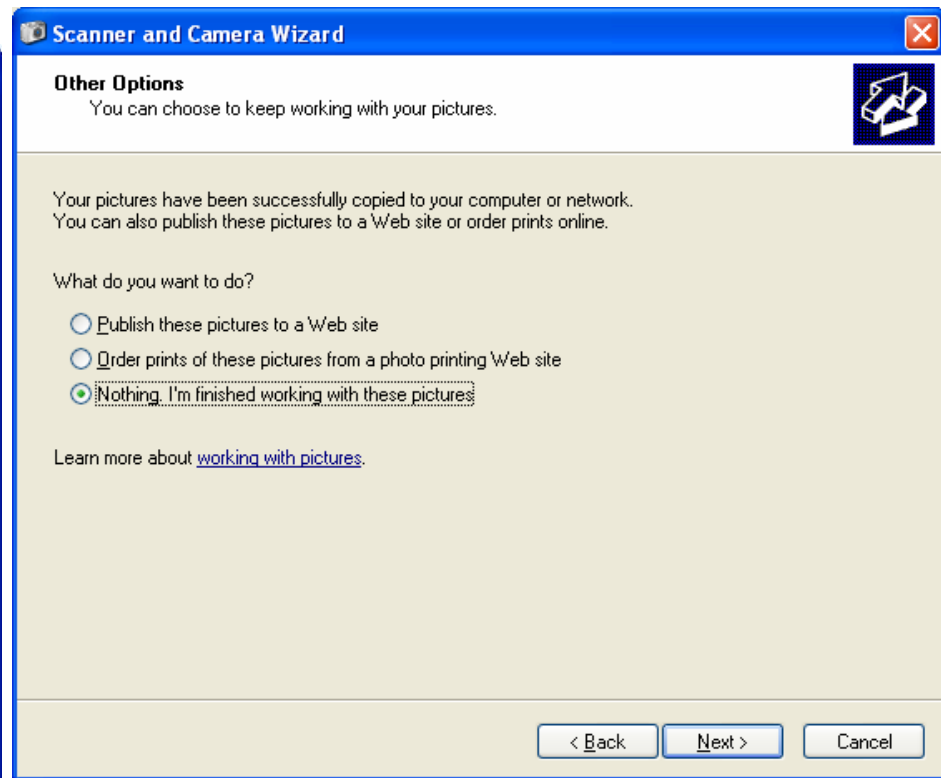 Scanner and Camera Wizard
Other Options
You can choose to keep working with your pictures.
Your pictures have been successfully copied to your computer or network.
You can also publish these pictures to a Web site or order prints online.
What do you want to do?
Publish these pictures to a Web site
Order prints of these pictures from a photo printing Web site
Nothing. I'm finished working with these pictures
Learn more about working with pictures.
< Back Next > Cancel